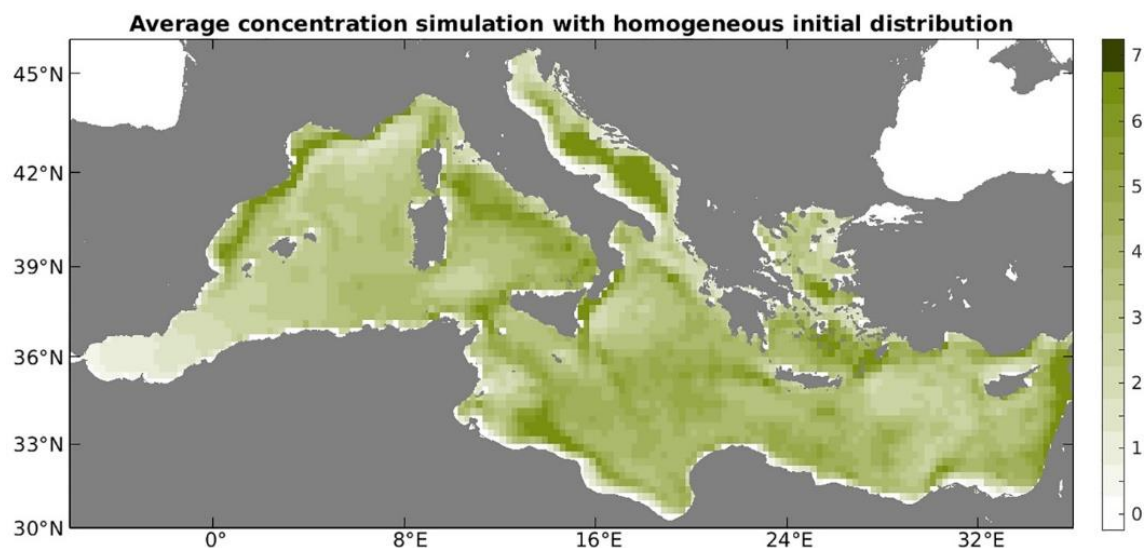 Average concentration simulation with homogeneous initial distribution
45°N
42°N
39°N
36°N
33°N
30°N
0°
8°E
16°E
24°E
32°E
7
6
5
4
3
2
1
0